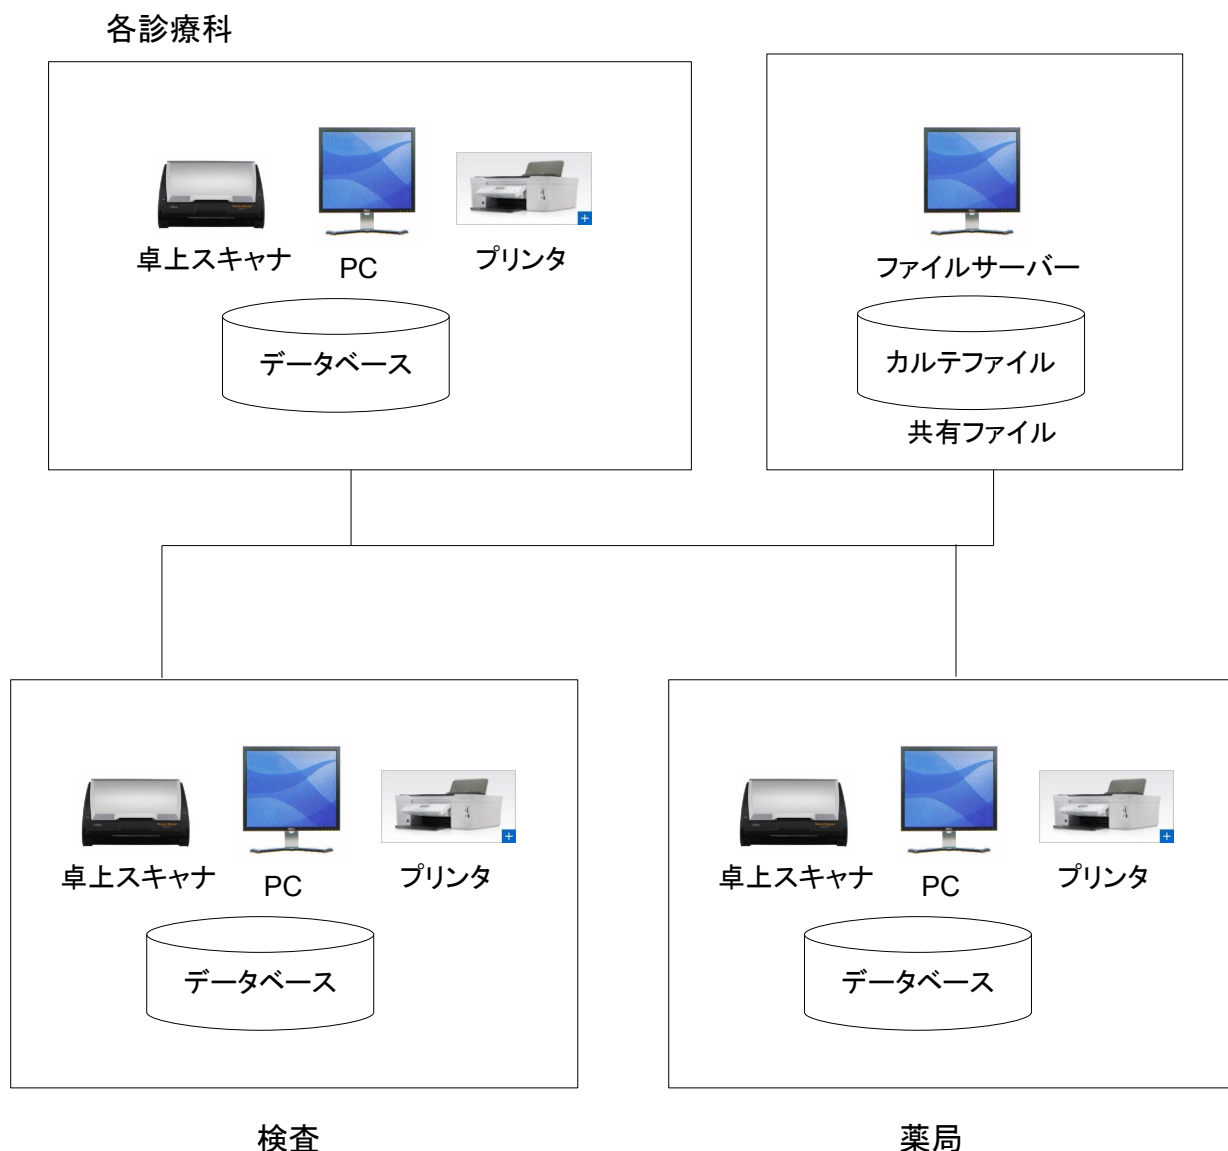 各診療科
卓上スキャナ
PC
プリンタ
データベース
ファイルサーバー
カルテファイル
共有ファイル
卓上スキャナ
PC
プリンタ
データベース
検査
卓上スキャナ
PC
プリンタ
データベース
薬局